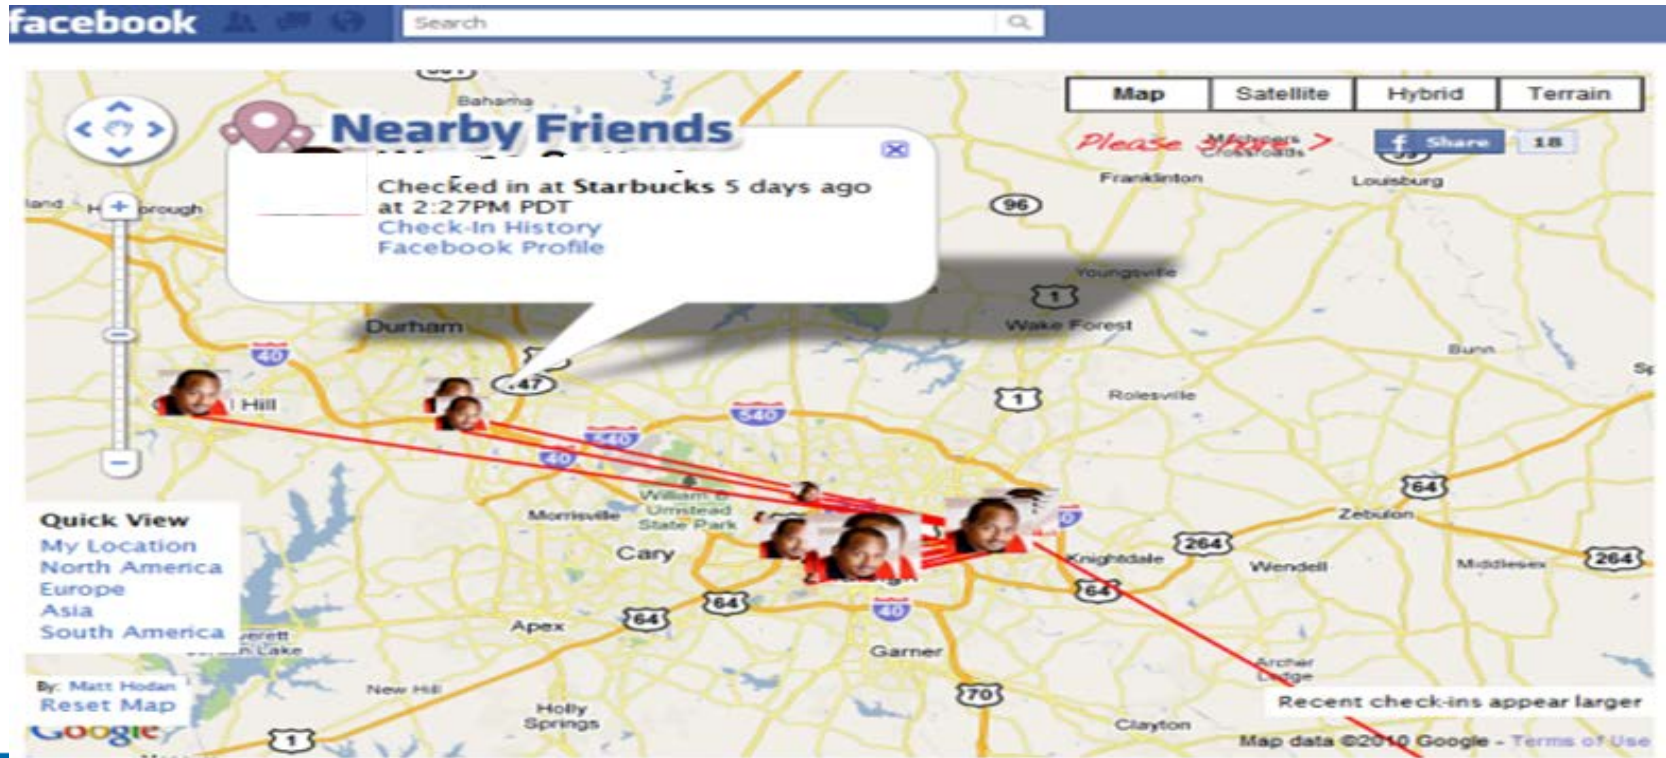 facebook
Search
Bahama
Map
Satellite
Hybrid
Terrain
Nearby Friends
Please share >
Share
18
Crossroads
Franklinton
Louisburg
96
Checked in at Starbucks 5 days ago
at 2:27PM PDT
Check-In History
Facebook Profile
Youngsville
1
Wake Forest
Durham
40
Bunn
Hill
1
Rolesville
540
540
40
64
William B
Umstead
State Park
Morrisville
Zebulon
Quick View
My Location
North America
Europe
Asia
South America
Cary
Knightdale
264
Wendell
Middlesex
264
64
64
64
40
Apex
Garner
Archer
Lodge
By: Matt Hodan
Reset Map
New Hill
Holly
Springs
70
Recent check-ins appear larger
Clayton
Google
1
Map data ©2010 Google - Terms of Use